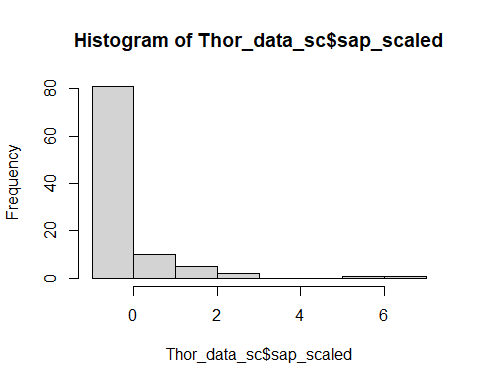 Histogram of Thor_data_sc$sap_scaled
Frequency
80
60
40
20
0
0 2 4 6
Thor_data_sc$sap_scaled